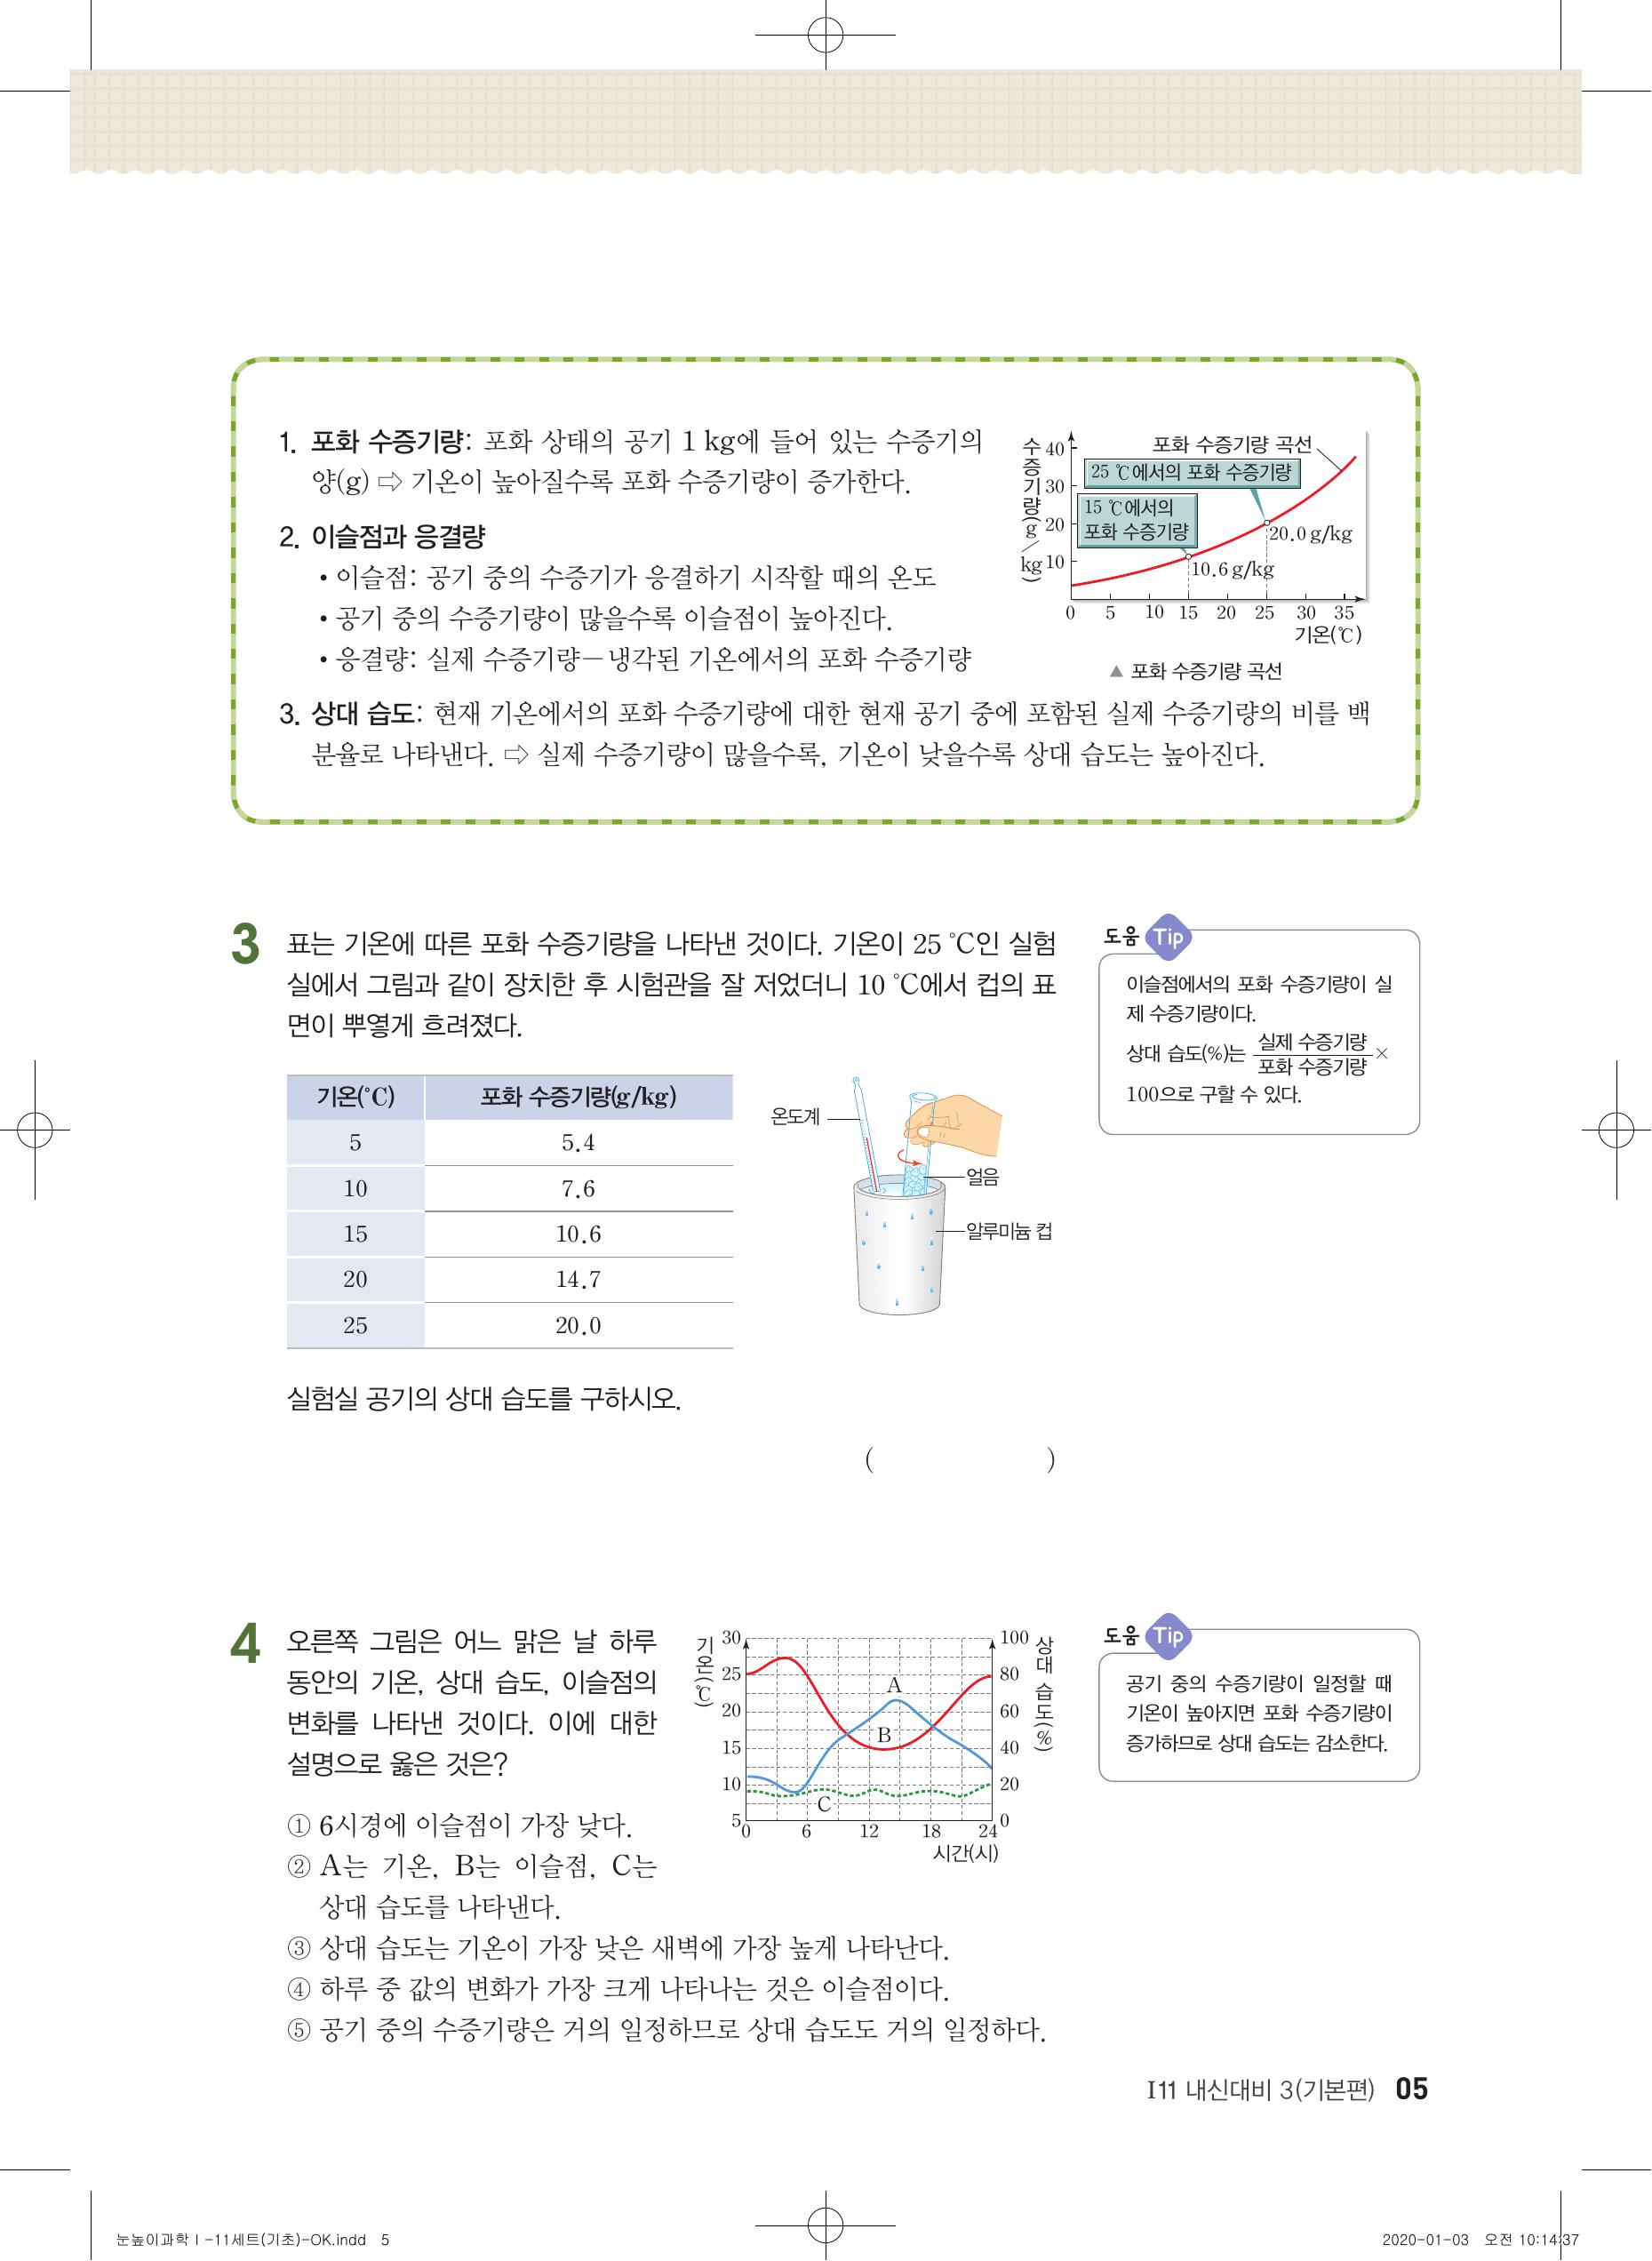 1. 포화 수증기량: 포화 상태의 공기 1 kg에 들어 있는 수증기의
양(g) ⇨ 기온이 높아질수록 포화 수증기량이 증가한다.
2. 이슬점과 응결량
• 이슬점: 공기 중의 수증기가 응결하기 시작할 때의 온도
• 공기 중의 수증기량이 많을수록 이슬점이 높아진다.
• 응결량: 실제 수증기량－냉각된 기온에서의 포화 수증기량
수증기량(g/kg)
40
30
20
10
포화 수증기량 곡선
25 ℃에서의 포화 수증기량
15 ℃에서의
포화 수증기량
20.0 g/kg
10.6 g/kg
0 5 10 15 20 25 30 35
기온(℃)
▲ 포화 수증기량 곡선
3. 상대 습도: 현재 기온에서의 포화 수증기량에 대한 현재 공기 중에 포함된 실제 수증기량의 비를 백
분율로 나타낸다. ⇨ 실제 수증기량이 많을수록, 기온이 낮을수록 상대 습도는 높아진다.
3 표는 기온에 따른 포화 수증기량을 나타낸 것이다. 기온이 25 ℃인 실험
실에서 그림과 같이 장치한 후 시험관을 잘 저었더니 10 ℃에서 컵의 표
면이 뿌옇게 흐려졌다.
기온(℃) 포화 수증기량(g/kg)
5 5.4
10 7.6
15 10.6
20 14.7
25 20.0
온도계
얼음
알루미늄 컵
실험실 공기의 상대 습도를 구하시오.
( )
도움 Tip
이슬점에서의 포화 수증기량이 실
제 수증기량이다.
상대 습도(%)는 실제 수증기량/포화 수증기량 ×
100으로 구할 수 있다.
4 오른쪽 그림은 어느 맑은 날 하루
동안의 기온, 상대 습도, 이슬점의
변화를 나타낸 것이다. 이에 대한
설명으로 옳은 것은?
기온(℃)
30
25
20
15
10
5
A
B
C
100
80
60
40
20
0
상대 습도(%)
0 6 12 18 24
시간(시)
① 6시경에 이슬점이 가장 낮다.
② A는 기온, B는 이슬점, C는
상대 습도를 나타낸다.
③ 상대 습도는 기온이 가장 낮은 새벽에 가장 높게 나타난다.
④ 하루 중 값의 변화가 가장 크게 나타나는 것은 이슬점이다.
⑤ 공기 중의 수증기량은 거의 일정하므로 상대 습도도 거의 일정하다.
도움 Tip
공기 중의 수증기량이 일정할 때
기온이 높아지면 포화 수증기량이
증가하므로 상대 습도는 감소한다.
I11 내신대비 3(기본편) 05
눈높이과학Ⅰ-11세트(기초)-OK.indd 5
2020-01-03 오전 10:14:37